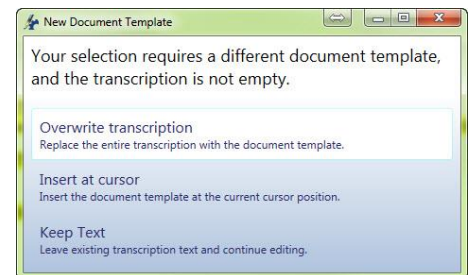 New Document Template
Your selection requires a different document template,
and the transcription is not empty.
Overwrite transcription
Replace the entire transcription with the document template.
Insert at cursor
Insert the document template at the current cursor position.
Keep Text
Leave existing transcription text and continue editing.